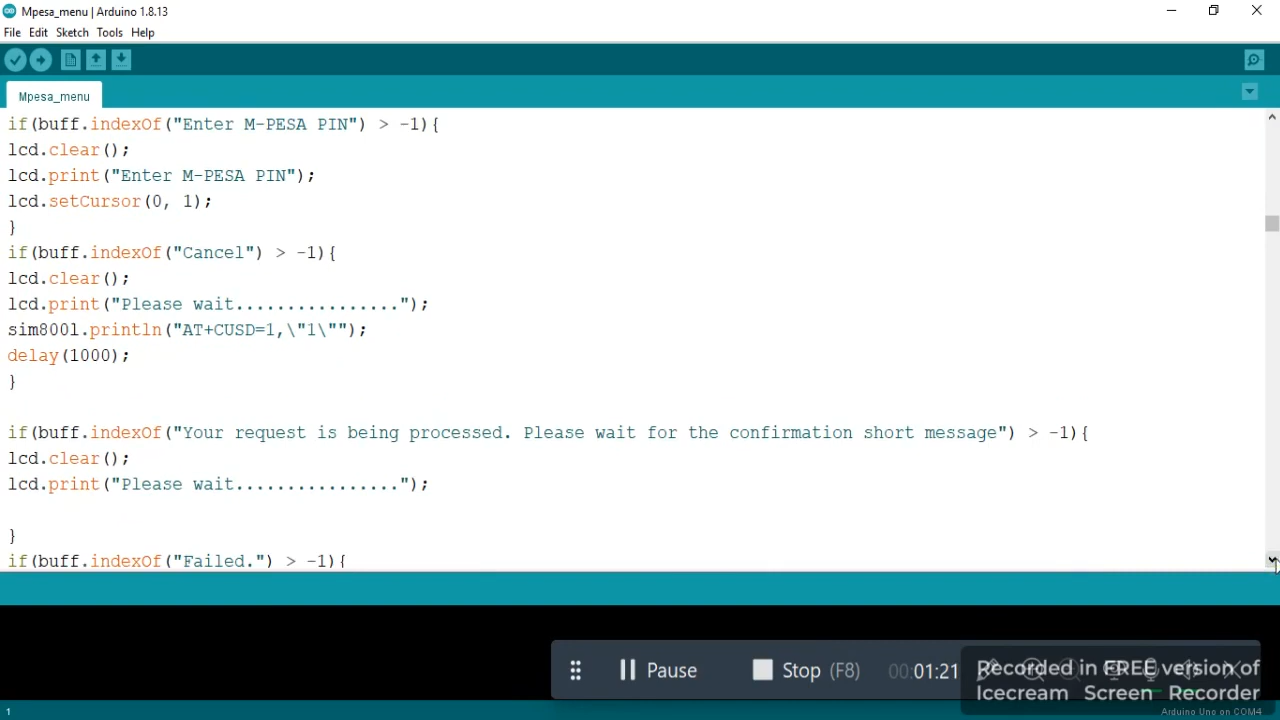 Mpesa_menu | Arduino 1.8.13
File Edit Sketch Tools Help
Mpesa_menu
if(buff.indexOf("Enter M-PESA PIN") > -1){
lcd.clear();
lcd.print("Enter M-PESA PIN");
lcd.setCursor(0, 1);
}
if(buff.indexOf("Cancel") > -1){
lcd.clear();
lcd.print("Please wait................");
sim800l.println("AT+CUSD=1,\"1\"");
delay(1000);
}
if(buff.indexOf("Your request is being processed. Please wait for the confirmation short message") > -1){
lcd.clear();
lcd.print("Please wait................");
}
if(buff.indexOf("Failed.") > -1){
Pause Stop (F8) 00:01:21
Recorded in FREE version of
Icecream Screen Recorder
1 Arduino Uno on COM4